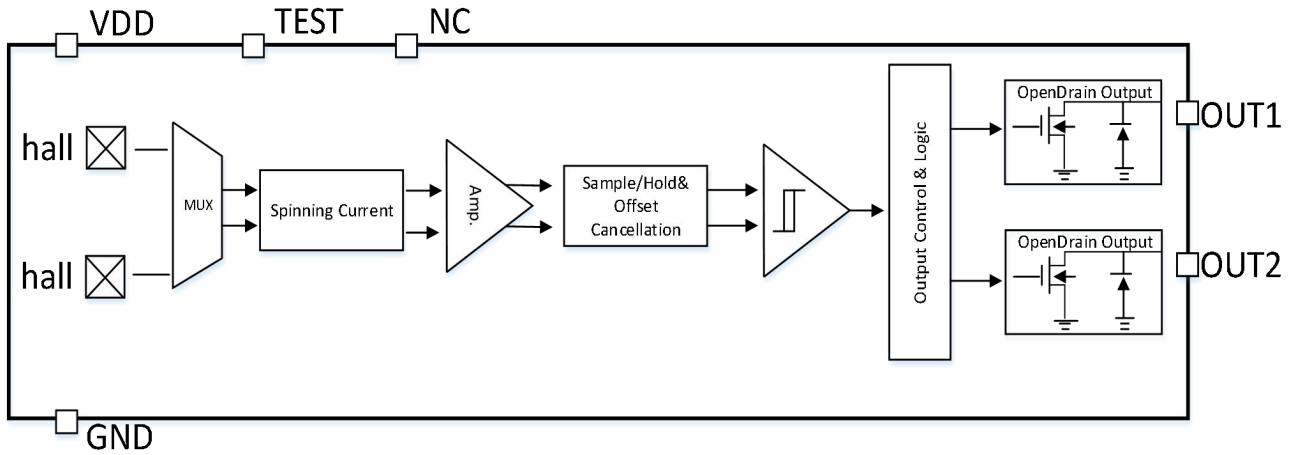 VDD
TEST
NC
hall
hall
MUX
Spinning Current
Amp.
Sample/Hold&
Offset
Cancellation
Output Control & Logic
OpenDrain Output
OUT1
OpenDrain Output
OUT2
GND